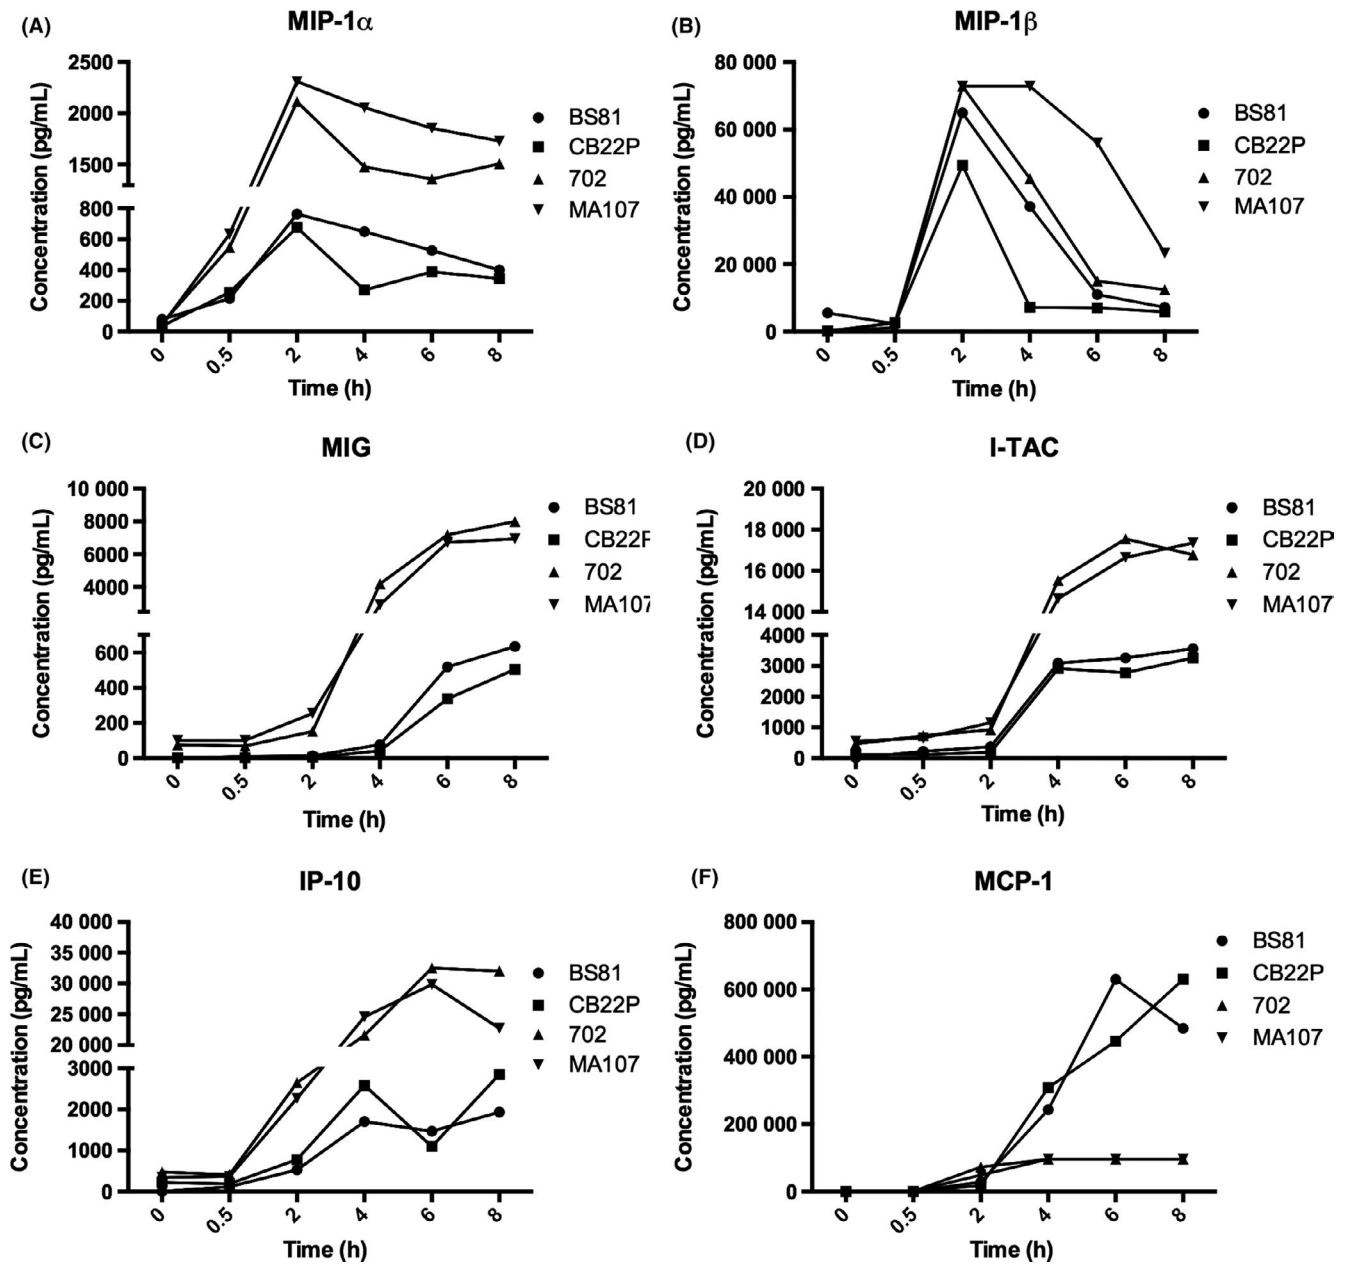 (A) MIP-1α
Concentration (pg/mL)
2500
2000
1500
800
600
400
200
0
0 0.5 2 4 6 8
Time (h)
BS81
CB22P
702
MA107
(B) MIP-1β
Concentration (pg/mL)
80 000
60 000
40 000
20 000
0
0 0.5 2 4 6 8
Time (h)
BS81
CB22P
702
MA107
(C) MIG
Concentration (pg/mL)
10 000
8000
6000
4000
600
400
200
0
0 0.5 2 4 6 8
Time (h)
BS81
CB22F
702
MA107
(D) I-TAC
Concentration (pg/mL)
20 000
18 000
16 000
14 000
4000
3000
2000
1000
0
0 0.5 2 4 6 8
Time (h)
BS81
CB22P
702
MA107
(E) IP-10
Concentration (pg/mL)
40 000
35 000
30 000
25 000
20 000
3000
2000
1000
0
0 0.5 2 4 6 8
Time (h)
BS81
CB22P
702
MA107
(F) MCP-1
Concentration (pg/mL)
800 000
600 000
400 000
200 000
0
0 0.5 2 4 6 8
Time (h)
BS81
CB22P
702
MA107